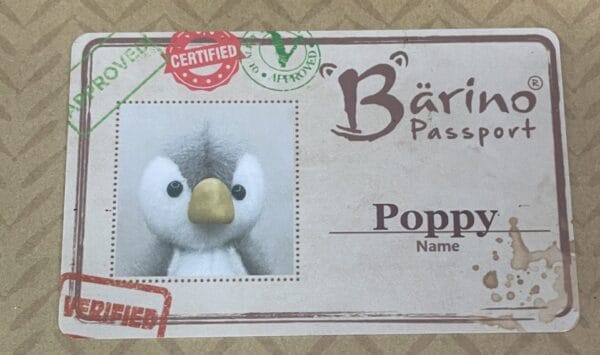 APPROVED
CERTIFIED
APPROVED
Bärino®
Passport
Poppy
Name
VERIFIED